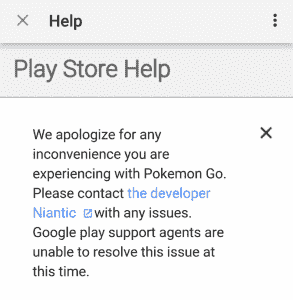 Help
Play Store Help
We apologize for any
inconvenience you are
experiencing with Pokemon Go.
Please contact the developer
Niantic with any issues.
Google play support agents are
unable to resolve this issue at
this time.